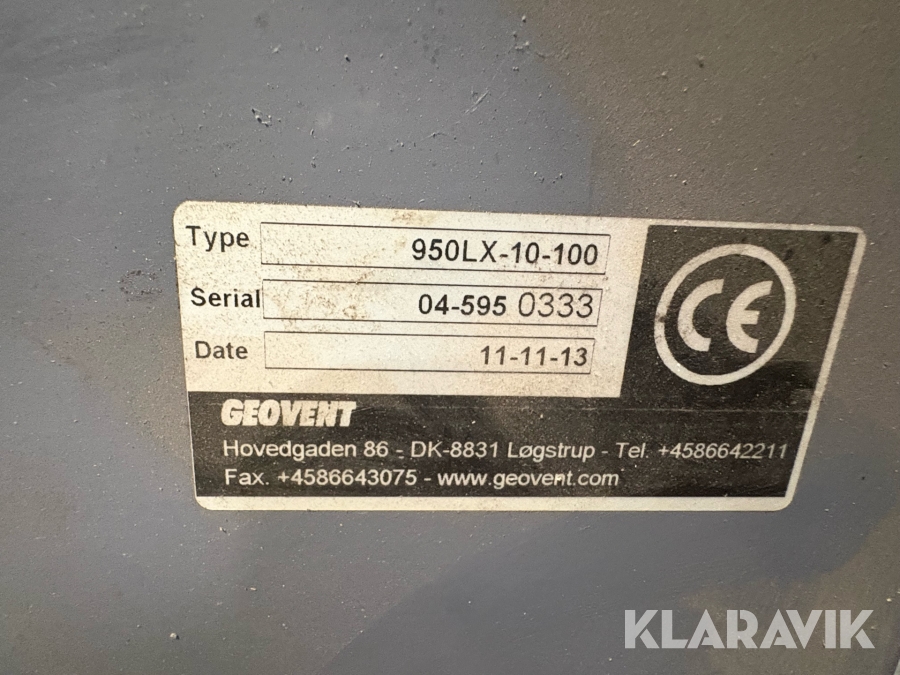 Type 950LX-10-100
Serial 04-595 0333
Date 11-11-13
CE
GEOVENT
Hovedgaden 86 - DK-8831 Løgstrup - Tel. +4586642211
Fax. +4586643075 - www.geovent.com
KLARAVIK